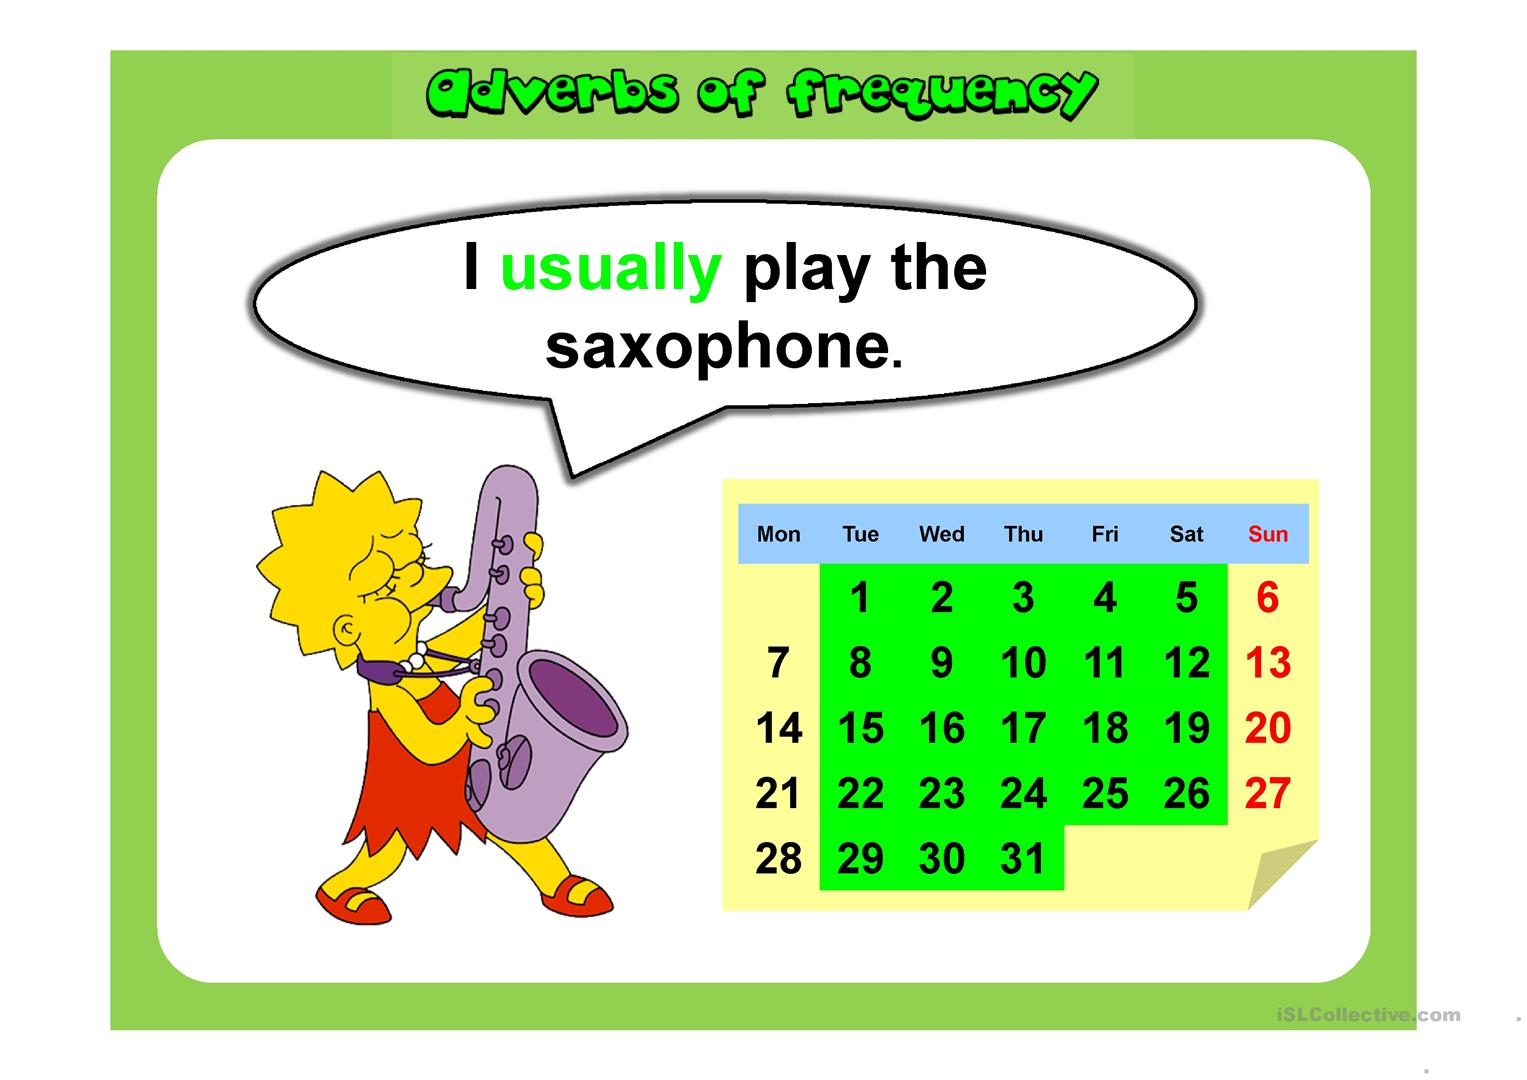 adverbs of frequency
I usually play the
saxophone.
Mon Tue Wed Thu Fri Sat Sun
1 2 3 4 5 6
7 8 9 10 11 12 13
14 15 16 17 18 19 20
21 22 23 24 25 26 27
28 29 30 31
iSLCollective.com